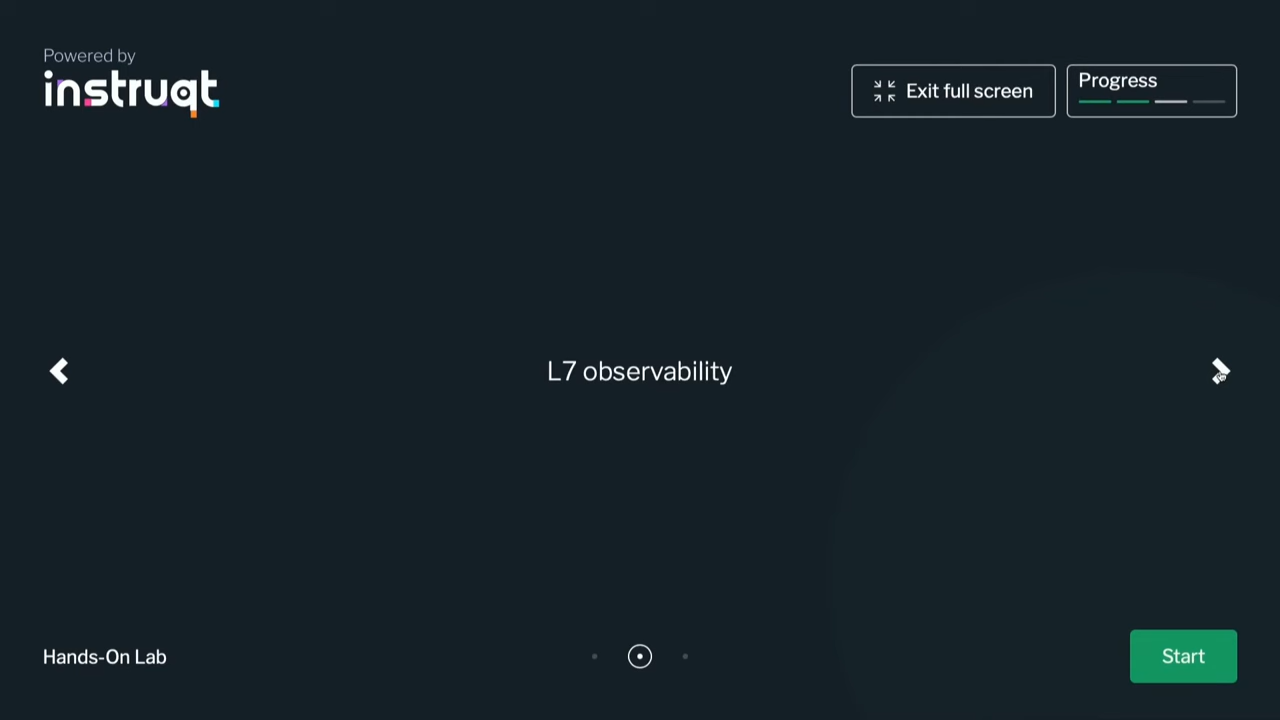 Powered by
instruqt
Exit full screen
Progress
L7 observability
Hands-On Lab
Start